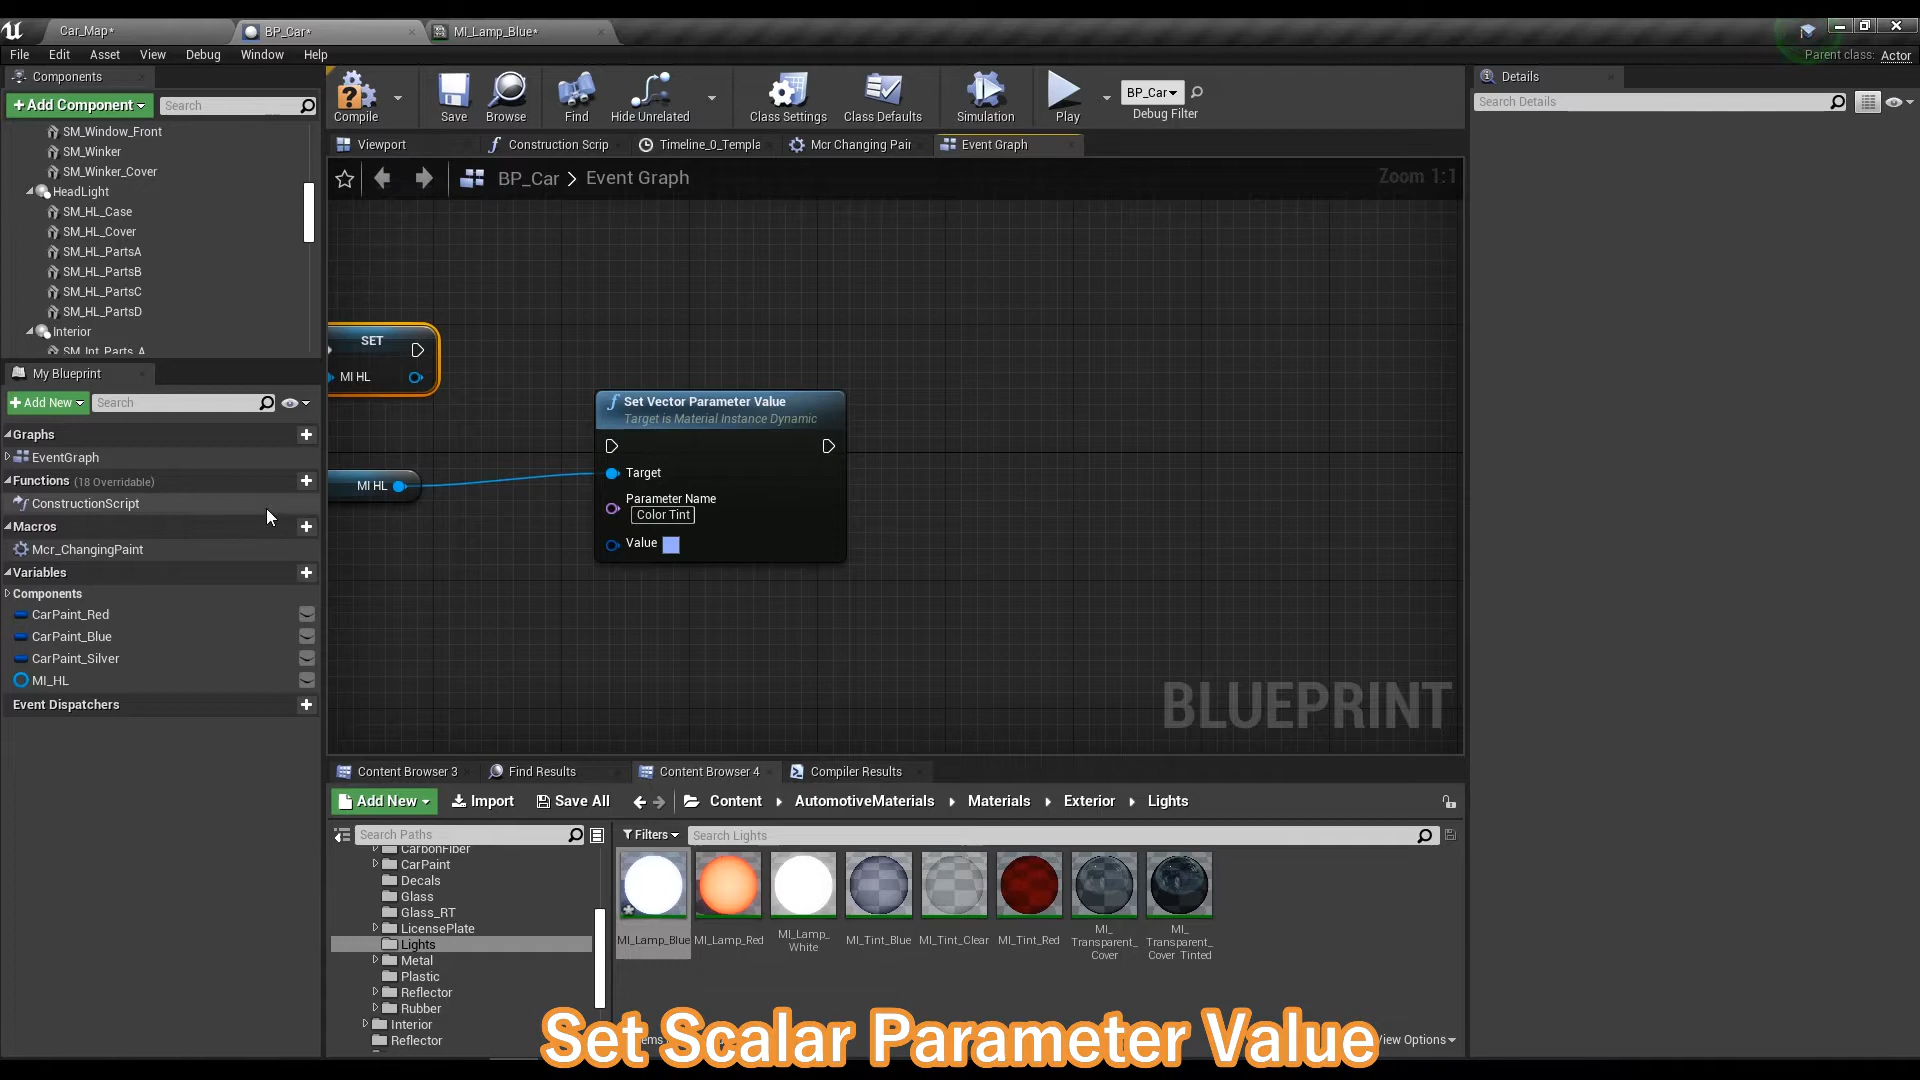 Car_Map*
BP_Car*
MI_Lamp_Blue*
File Edit Asset View Debug Window Help
Parent class: Actor
Components
Add Component
Search
SM_Window_Front
SM_Winker
SM_Winker_Cover
HeadLight
SM_HL_Case
SM_HL_Cover
SM_HL_PartsA
SM_HL_PartsB
SM_HL_PartsC
SM_HL_PartsD
Interior
SM_Int_Parts_A
My Blueprint
Add New
Search
Graphs
EventGraph
Functions (18 Overridable)
ConstructionScript
Macros
Mcr_ChangingPaint
Variables
Components
CarPaint_Red
CarPaint_Blue
CarPaint_Silver
MI_HL
Event Dispatchers
Compile Save Browse Find Hide Unrelated Class Settings Class Defaults Simulation Play
BP_Car
Debug Filter
Viewport
Construction Scrip
Timeline_0_Templa
Mcr Changing Pair
Event Graph
BP_Car > Event Graph
Zoom 1:1
SET
MI HL
MI HL
Set Vector Parameter Value
Target is Material Instance Dynamic
Target
Parameter Name
Color Tint
Value
BLUEPRINT
Details
Search Details
Content Browser 3
Find Results
Content Browser 4
Compiler Results
Add New Import Save All
Content AutomotiveMaterials Materials Exterior Lights
Search Paths
Filters
Search Lights
CarbonFiber
CarPaint
Decals
Glass
Glass_RT
LicensePlate
Lights
Metal
Plastic
Reflector
Rubber
Interior
Reflector
MI_Lamp_Blue
MI_Lamp_Red
MI_Lamp_
White
MI_Tint_Blue
MI_Tint_Clear
MI_Tint_Red
MI_
Transparent_
Cover
MI_
Transparent_
Cover_Tinted
View Options
Set Scalar Parameter Value